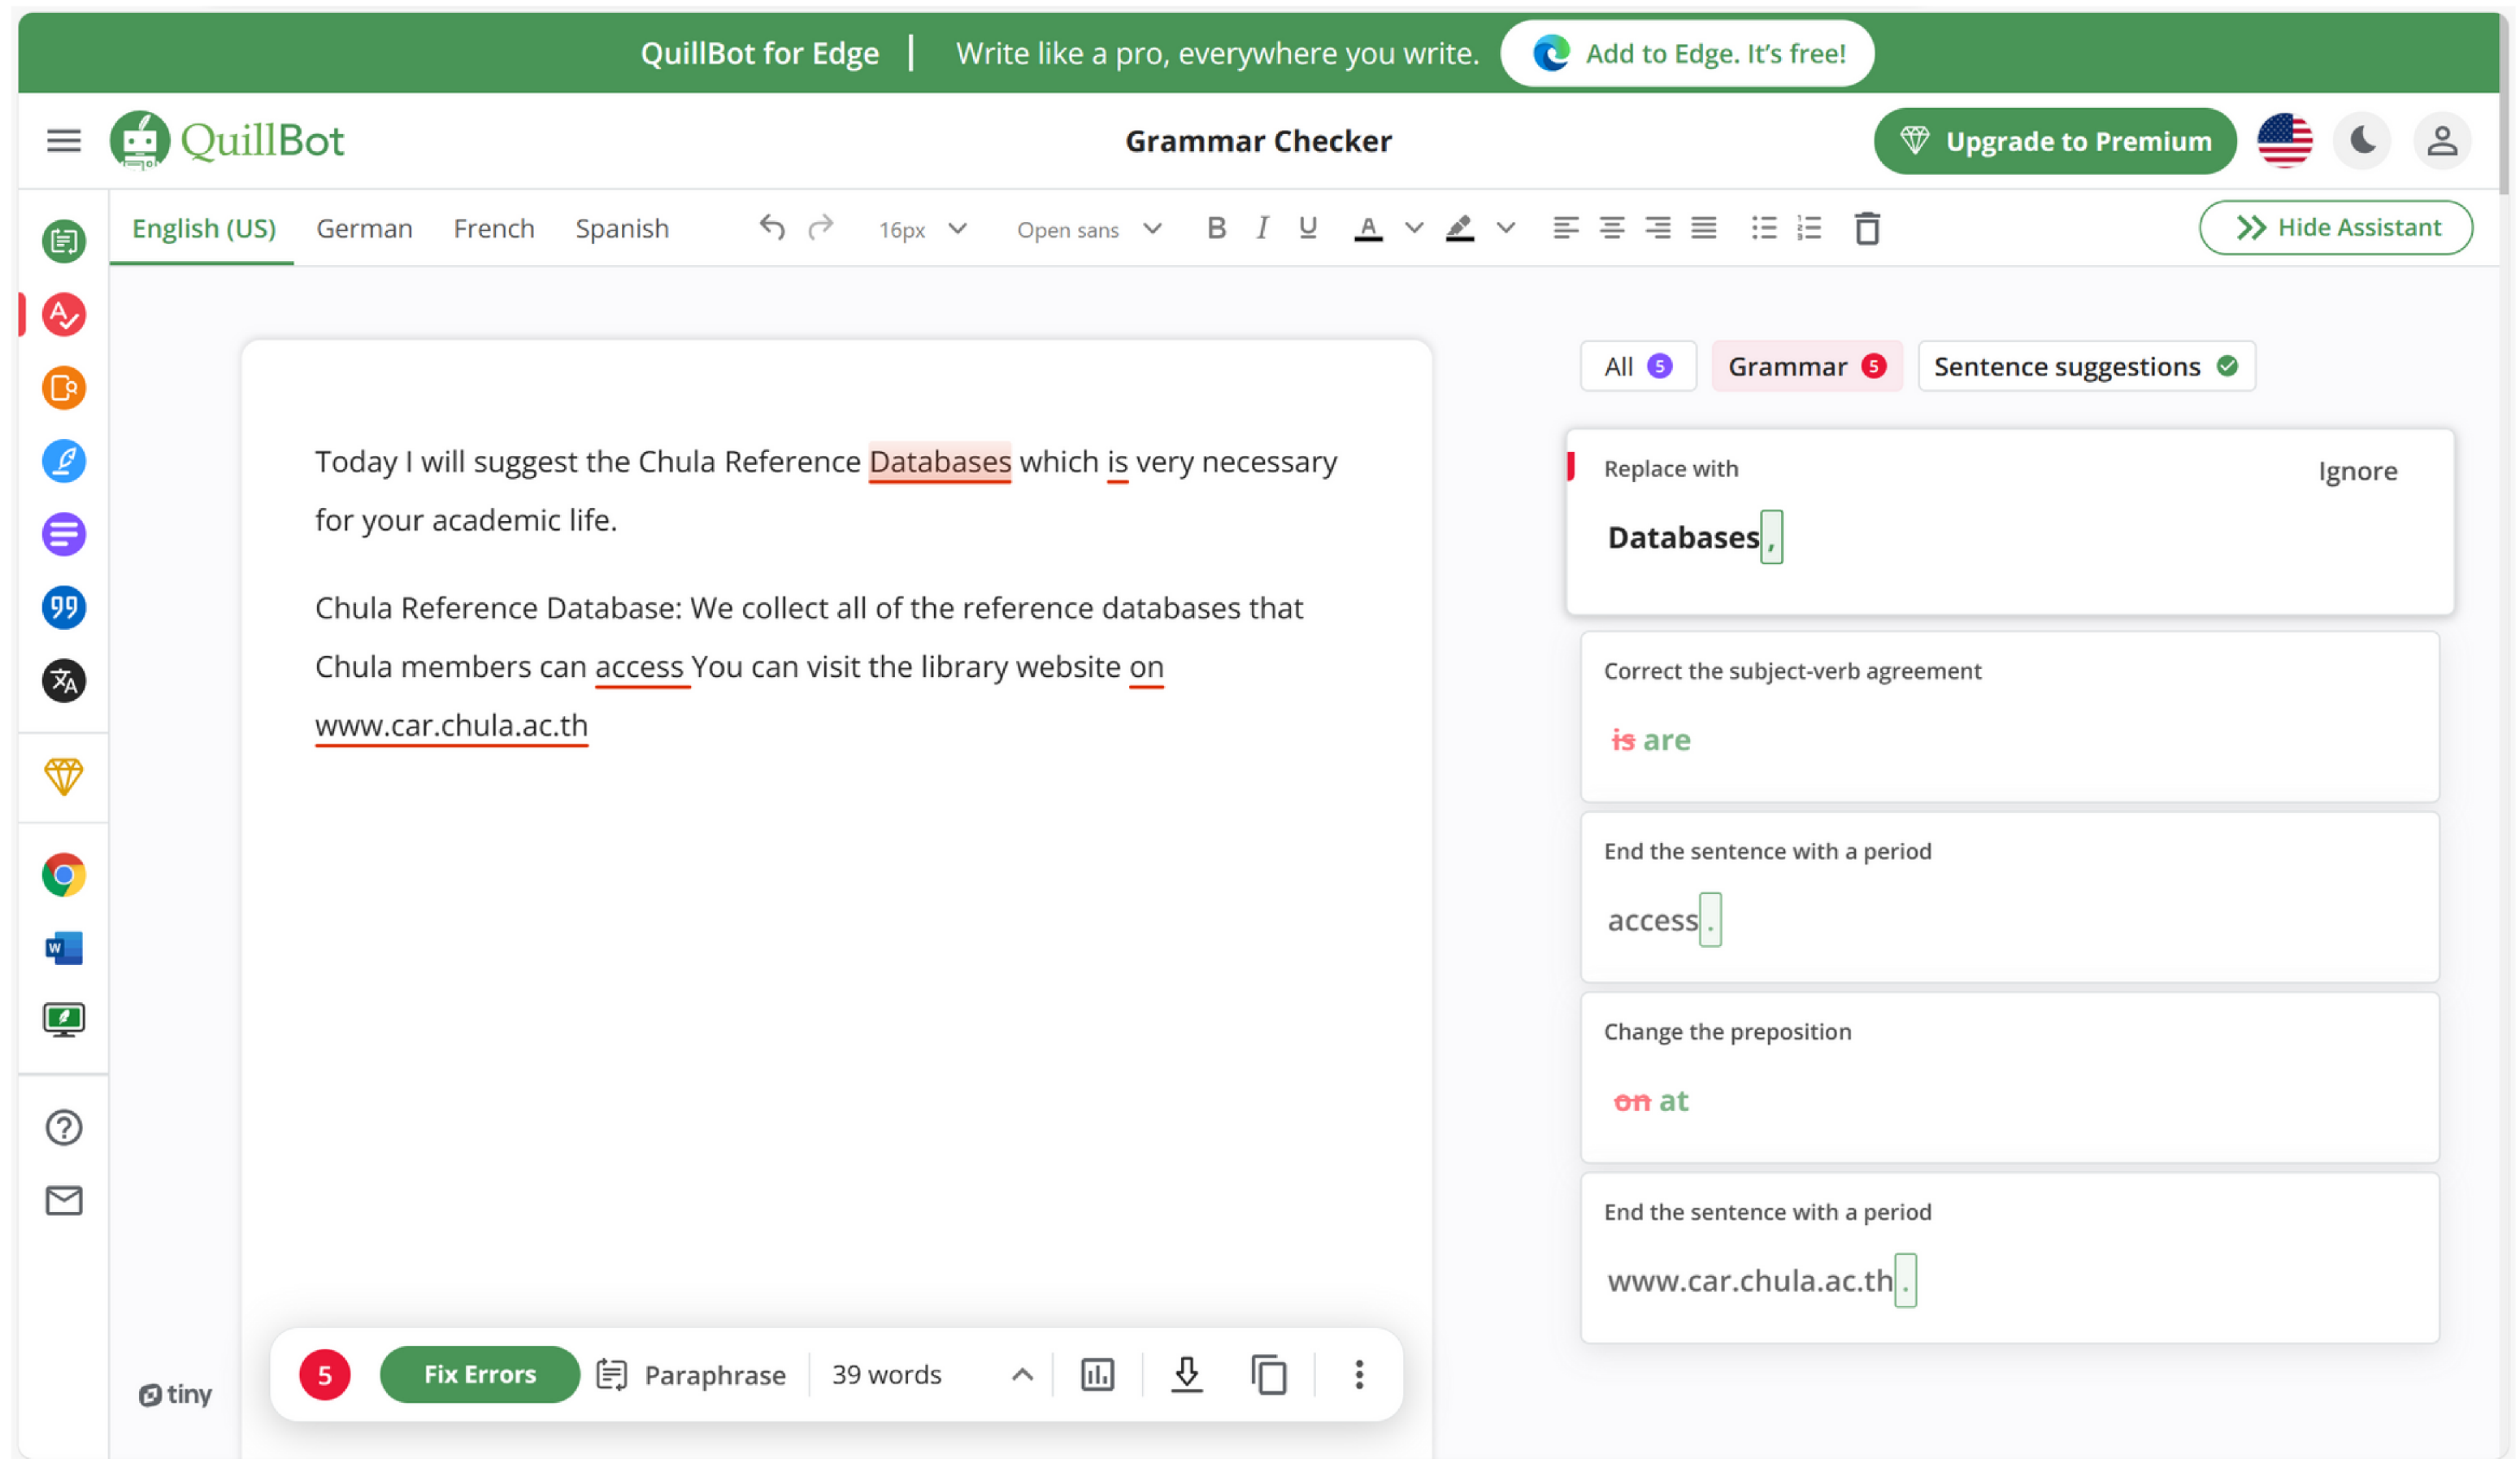 QuillBot for Edge | Write like a pro, everywhere you write. Add to Edge. It's free!
QuillBot Grammar Checker Upgrade to Premium
English (US) German French Spanish 16px Open sans B I U A Hide Assistant
All 5 Grammar 5 Sentence suggestions
Today I will suggest the Chula Reference Databases which is very necessary
for your academic life.
Chula Reference Database: We collect all of the reference databases that
Chula members can access You can visit the library website on
www.car.chula.ac.th
Replace with Ignore
Databases,
Correct the subject-verb agreement
is are
End the sentence with a period
access.
Change the preposition
on at
End the sentence with a period
www.car.chula.ac.th.
tiny
5 Fix Errors Paraphrase 39 words